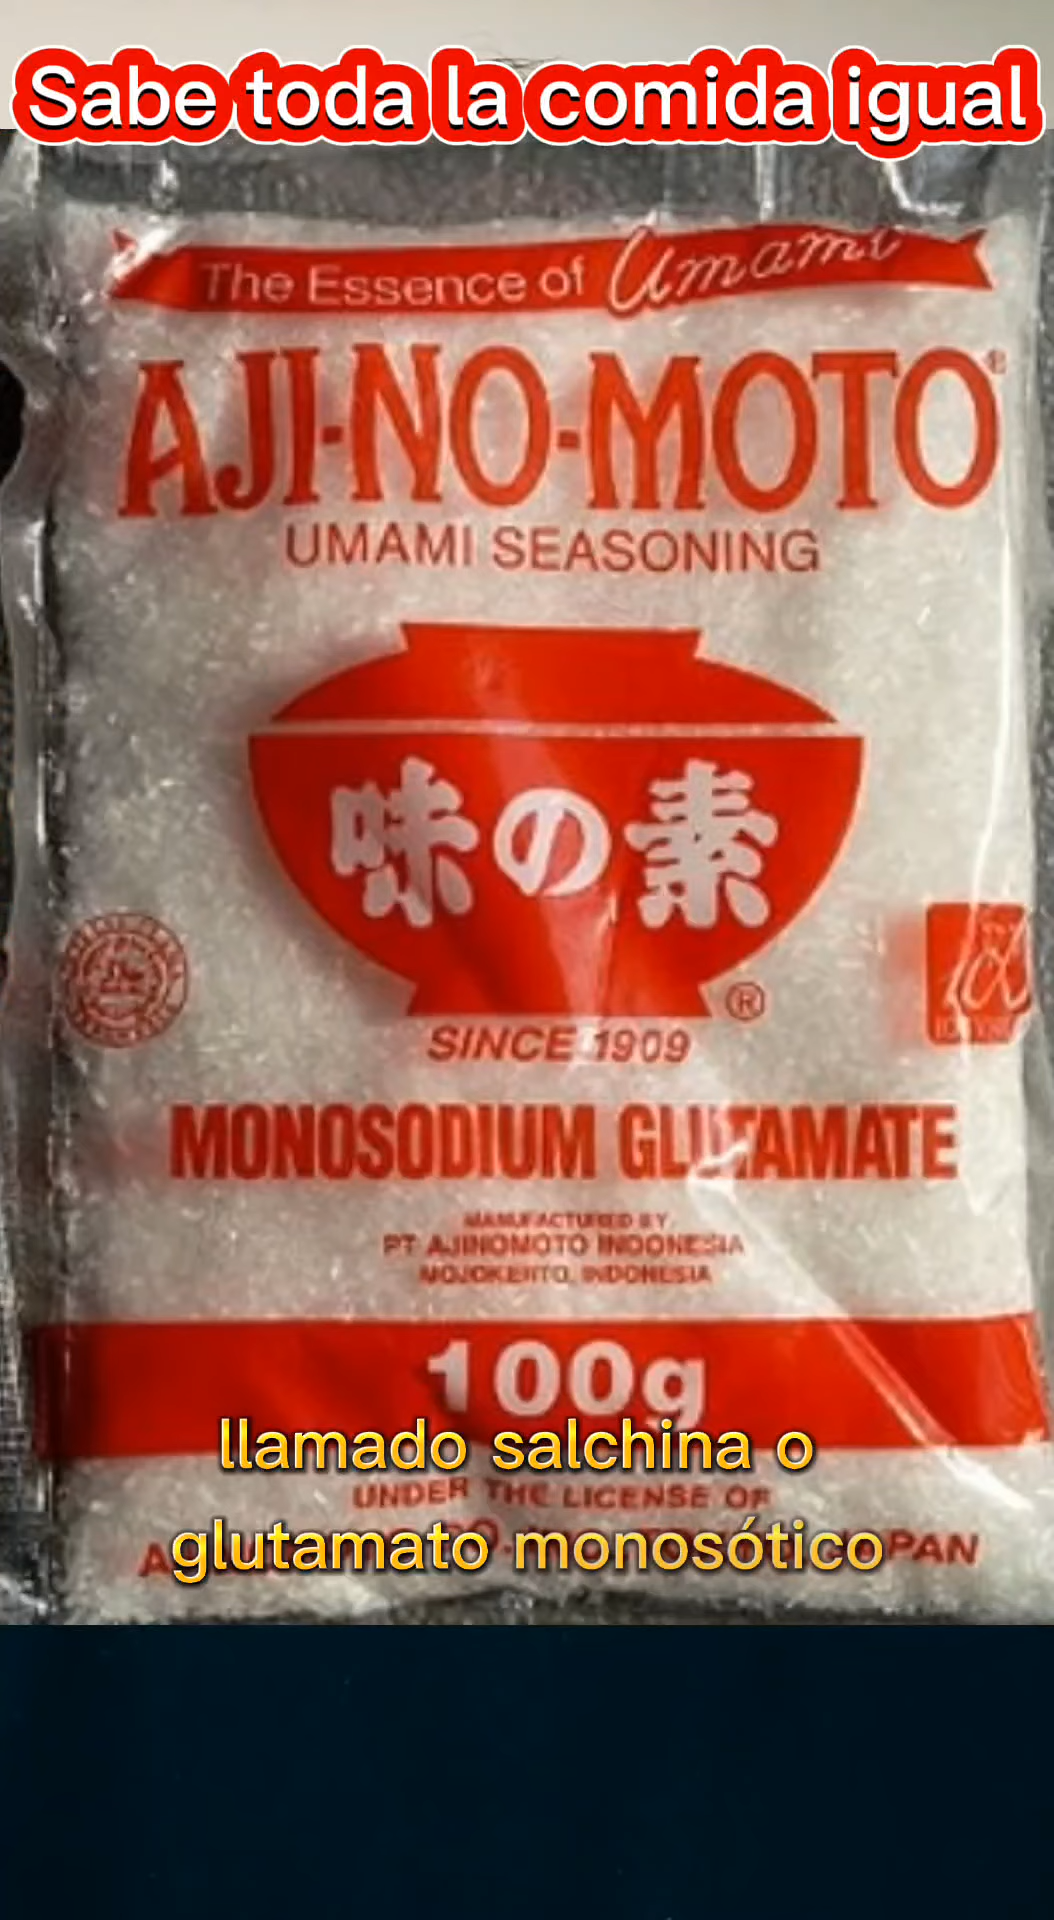 Sabe toda la comida igual
The Essence of Umami
AJI-NO-MOTO®
UMAMI SEASONING
味の素
®
SINCE 1909
MONOSODIUM GLUTAMATE
MANUFACTURED BY
PT AJINOMOTO INDONESIA
MOJOKERTO, INDONESIA
100g
llamado salchina o
UNDER THE LICENSE OF
glutamato monosótico